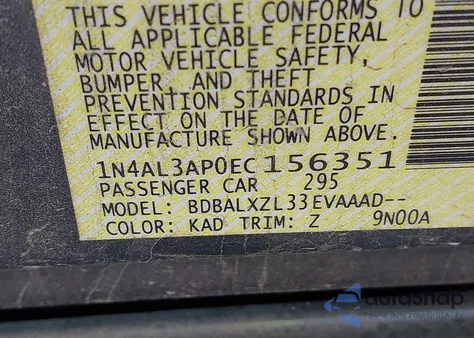 THIS VEHICLE CONFORMS TO
ALL APPLICABLE FEDERAL
MOTOR VEHICLE SAFETY,
BUMPER, AND THEFT
PREVENTION STANDARDS IN
EFFECT ON THE DATE OF
MANUFACTURE SHOWN ABOVE.
1N4AL3AP0EC156351
PASSENGER CAR 295
MODEL: BDBALXZL33EVAAAD--
COLOR: KAD TRIM: Z 9N00A
AutoSnap